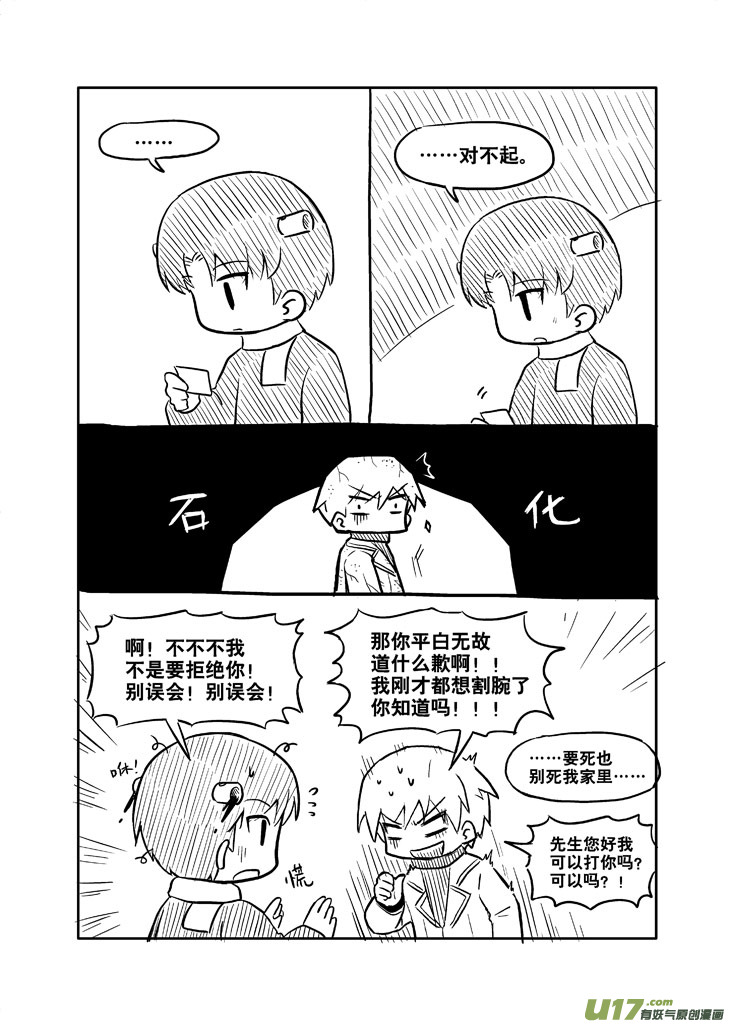 ……
……对不起。
石 化
啊！不不不我
不是要拒绝你！
别误会！别误会！
那你平白无故
道什么歉啊！！
我刚才都想割腕了
你知道吗！！！
……要死也
别死我家里……
先生您好我
可以打你吗？
可以吗？！
咻！
慌
U17.com
有妖气原创漫画